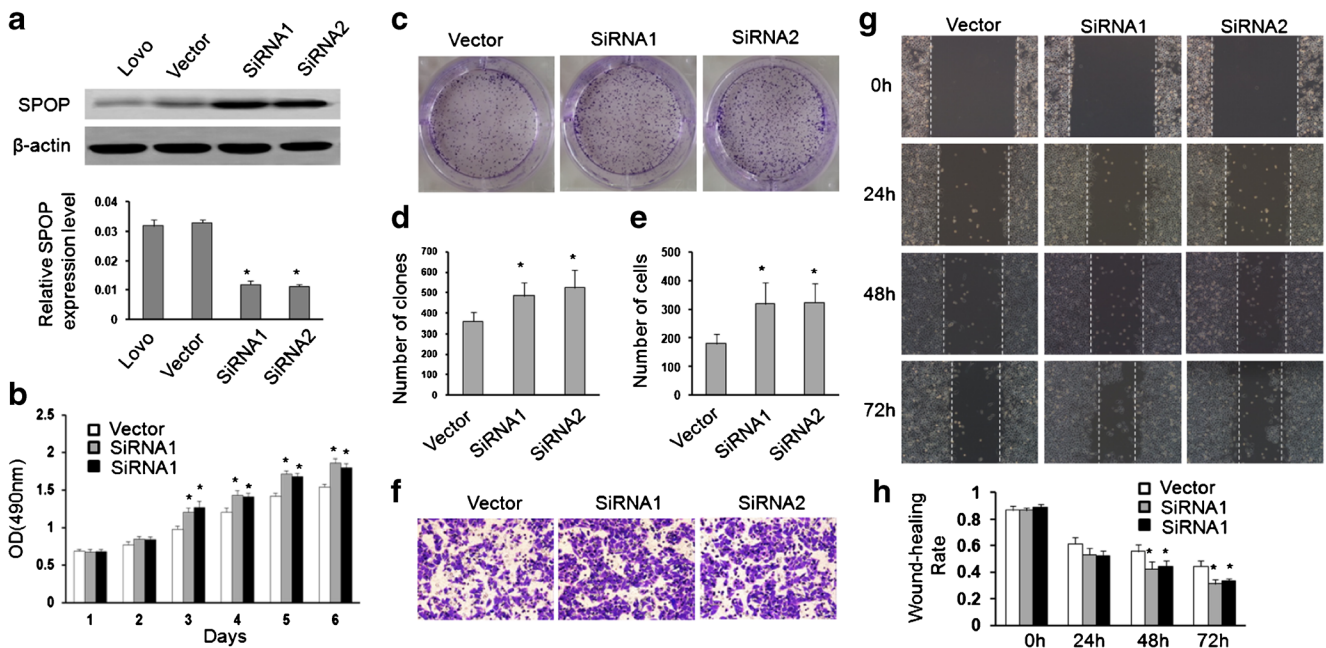 a
Lovo Vector SiRNA1 SiRNA2
SPOP
β-actin
Relative SPOP
expression level
0.04
0.03
0.02
0.01
0
Lovo Vector SiRNA1 SiRNA2
* *
b
OD(490nm)
2.5
2
1.5
1
0.5
0
Vector
SiRNA1
SiRNA1
* * * * * * * *
1 2 3 4 5 6
Days
c
Vector SiRNA1 SiRNA2
d
Number of clones
700
600
500
400
300
200
100
0
* *
Vector SiRNA1 SiRNA2
e
Number of cells
500
400
300
200
100
0
* *
Vector SiRNA1 SiRNA2
f
Vector SiRNA1 SiRNA2
g
Vector SiRNA1 SiRNA2
0h
24h
48h
72h
h
Wound-healing
Rate
1
0.8
0.6
0.4
0.2
0
Vector
SiRNA1
SiRNA1
* * * *
0h 24h 48h 72h